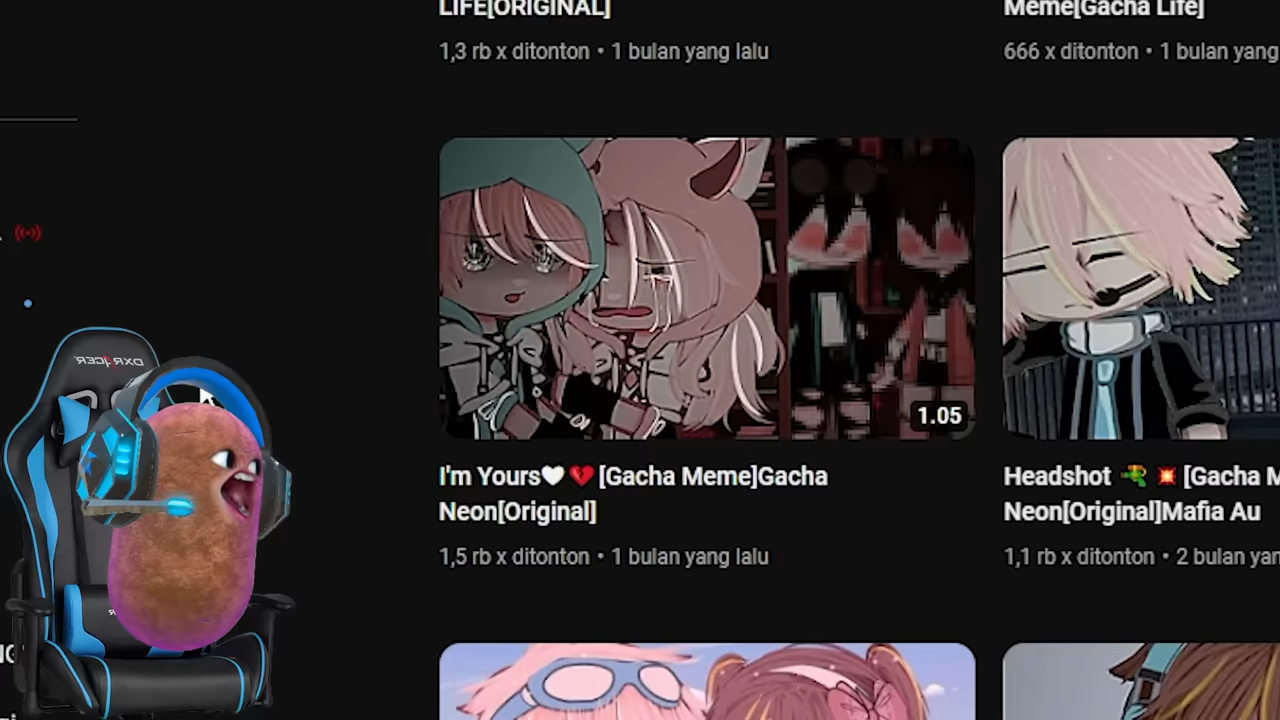 LIFE[ORIGINAL]
Meme[Gacha Life]
1,3 rb x ditonton • 1 bulan yang lalu
666 x ditonton • 1 bulan yang
1.05
I'm Yours🤍💔[Gacha Meme]Gacha
Neon[Original]
1,5 rb x ditonton • 1 bulan yang lalu
Headshot 🔫 💥 [Gacha M
Neon[Original]Mafia Au
1,1 rb x ditonton • 2 bulan yan
DXRACER